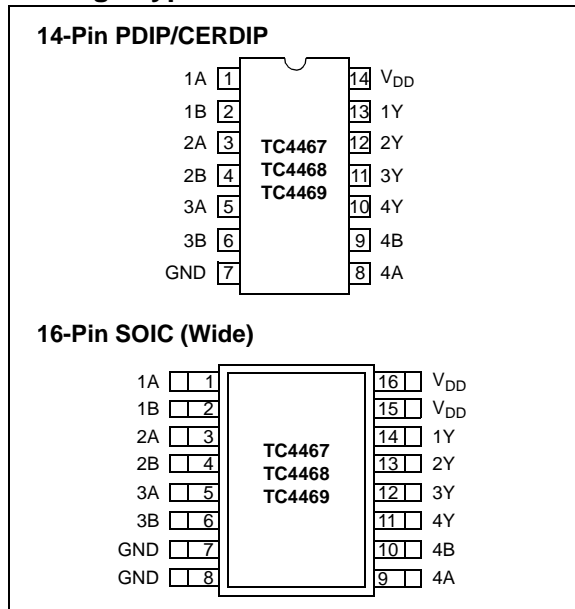 14-Pin PDIP/CERDIP
1A 1 14 VDD
1B 2 13 1Y
2A 3 12 2Y
2B 4 11 3Y
3A 5 10 4Y
3B 6 9 4B
GND 7 8 4A
TC4467
TC4468
TC4469
16-Pin SOIC (Wide)
1A 1 16 VDD
1B 2 15 VDD
2A 3 14 1Y
2B 4 13 2Y
3A 5 12 3Y
3B 6 11 4Y
GND 7 10 4B
GND 8 9 4A
TC4467
TC4468
TC4469